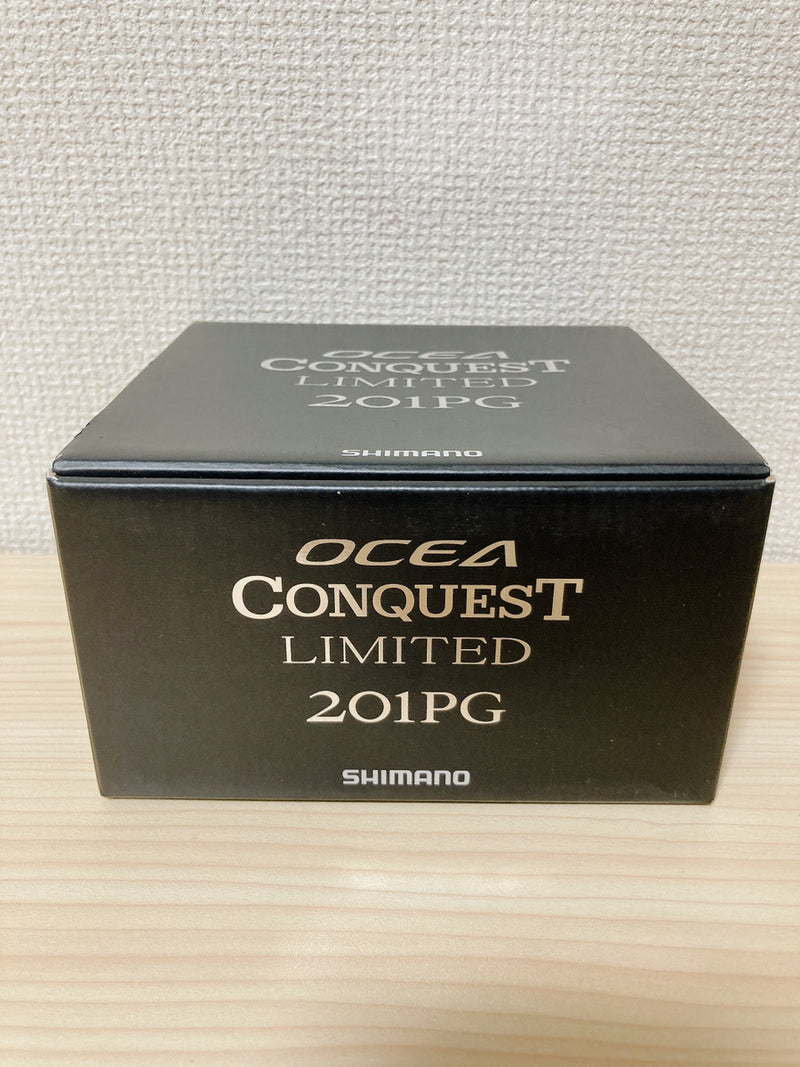 OCEA
CONQUEST
LIMITED
201PG
SHIMANO
OCEA
CONQUEST
LIMITED
201PG
SHIMANO